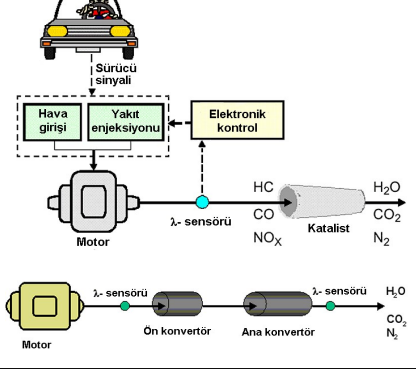 Sürücü
sinyali
Hava
girişi
Yakıt
enjeksiyonu
Elektronik
kontrol
Motor
λ- sensörü
HC
CO
NOX
Katalist
H2O
CO2
N2
λ- sensörü
λ- sensörü
H2O
CO2
N2
Motor
Ön konvertör
Ana konvertör